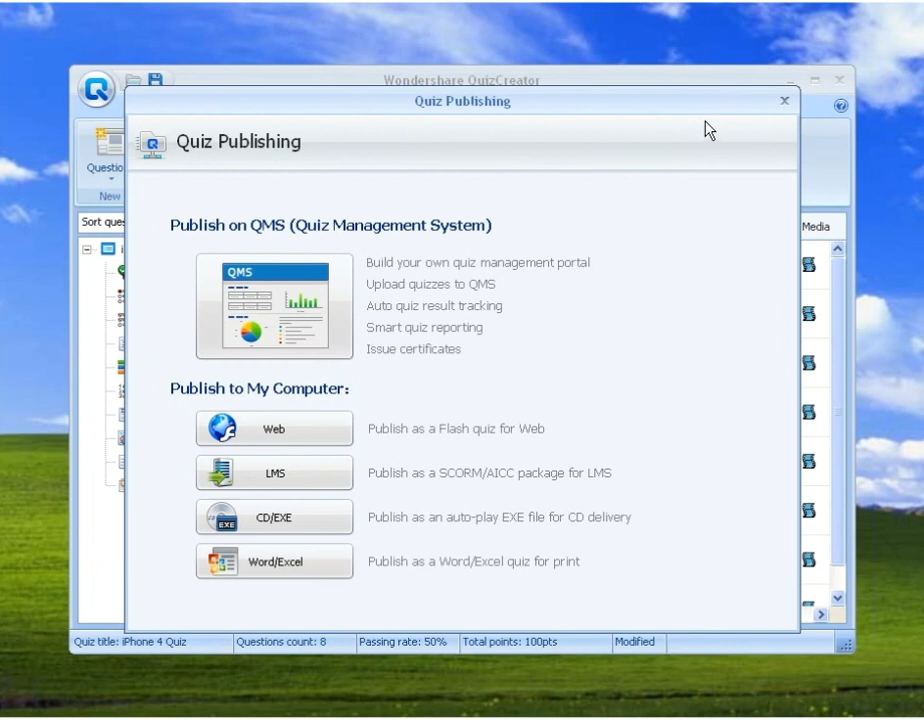 Wondershare QuizCreator
Quiz Publishing
Quiz Publishing
Questio
New
Sort ques
Media
Publish on QMS (Quiz Management System)
QMS
Build your own quiz management portal
Upload quizzes to QMS
Auto quiz result tracking
Smart quiz reporting
Issue certificates
Publish to My Computer:
Web
Publish as a Flash quiz for Web
LMS
Publish as a SCORM/AICC package for LMS
EXE
CD/EXE
Publish as an auto-play EXE file for CD delivery
Word/Excel
Publish as a Word/Excel quiz for print
Quiz title: iPhone 4 Quiz
Questions count: 8
Passing rate: 50%
Total points: 100pts
Modified